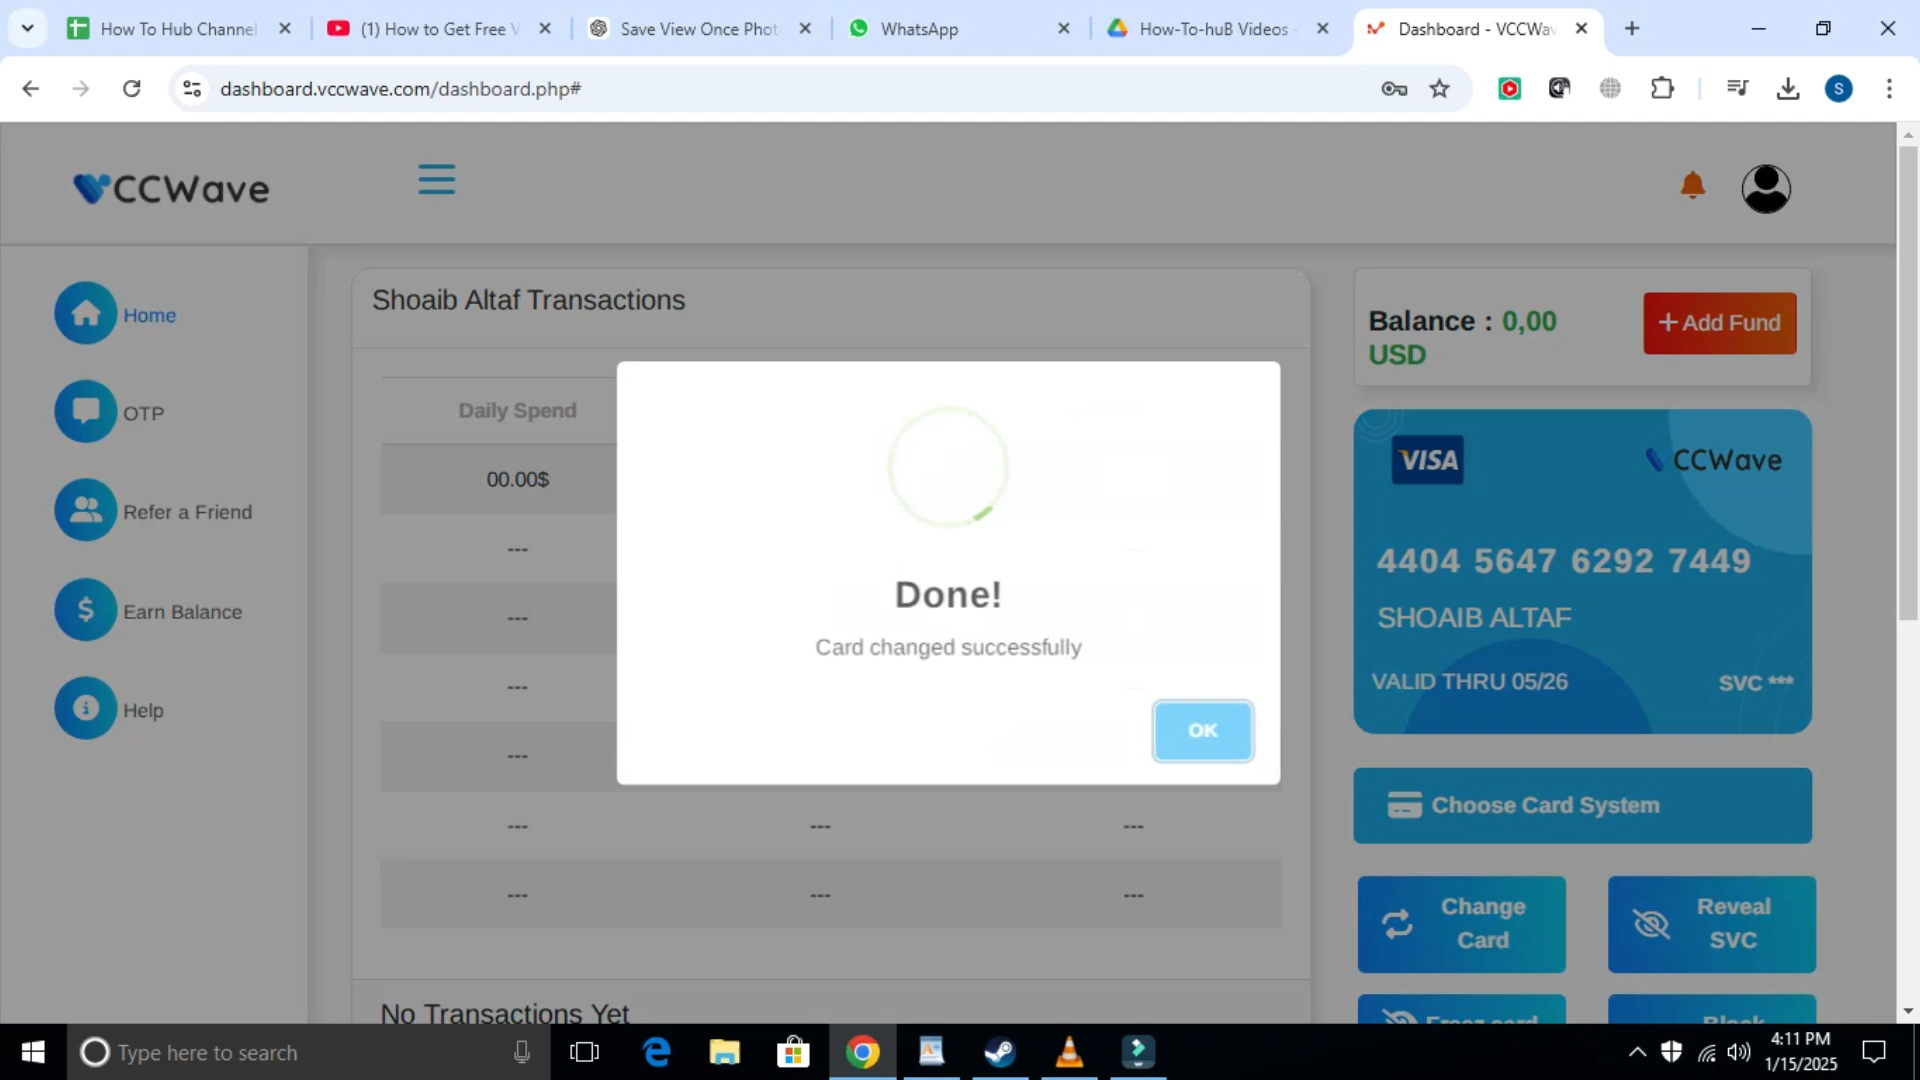 How To Hub Channel
(1) How to Get Free V
Save View Once Phot
WhatsApp
How-To-huB Videos -
Dashboard - VCCWav
dashboard.vccwave.com/dashboard.php#
S
CCWave
Home
OTP
Refer a Friend
Earn Balance
Help
Shoaib Altaf Transactions
Daily Spend
00.00$
---
---
---
---
--- --- ---
--- --- ---
No Transactions Yet
Done!
Card changed successfully
OK
Balance : 0,00
USD
+ Add Fund
VISA
CCWave
4404 5647 6292 7449
SHOAIB ALTAF
VALID THRU 05/26
SVC ***
Choose Card System
Change
Card
Reveal
SVC
Freez card
Block
Type here to search
4:11 PM
1/15/2025